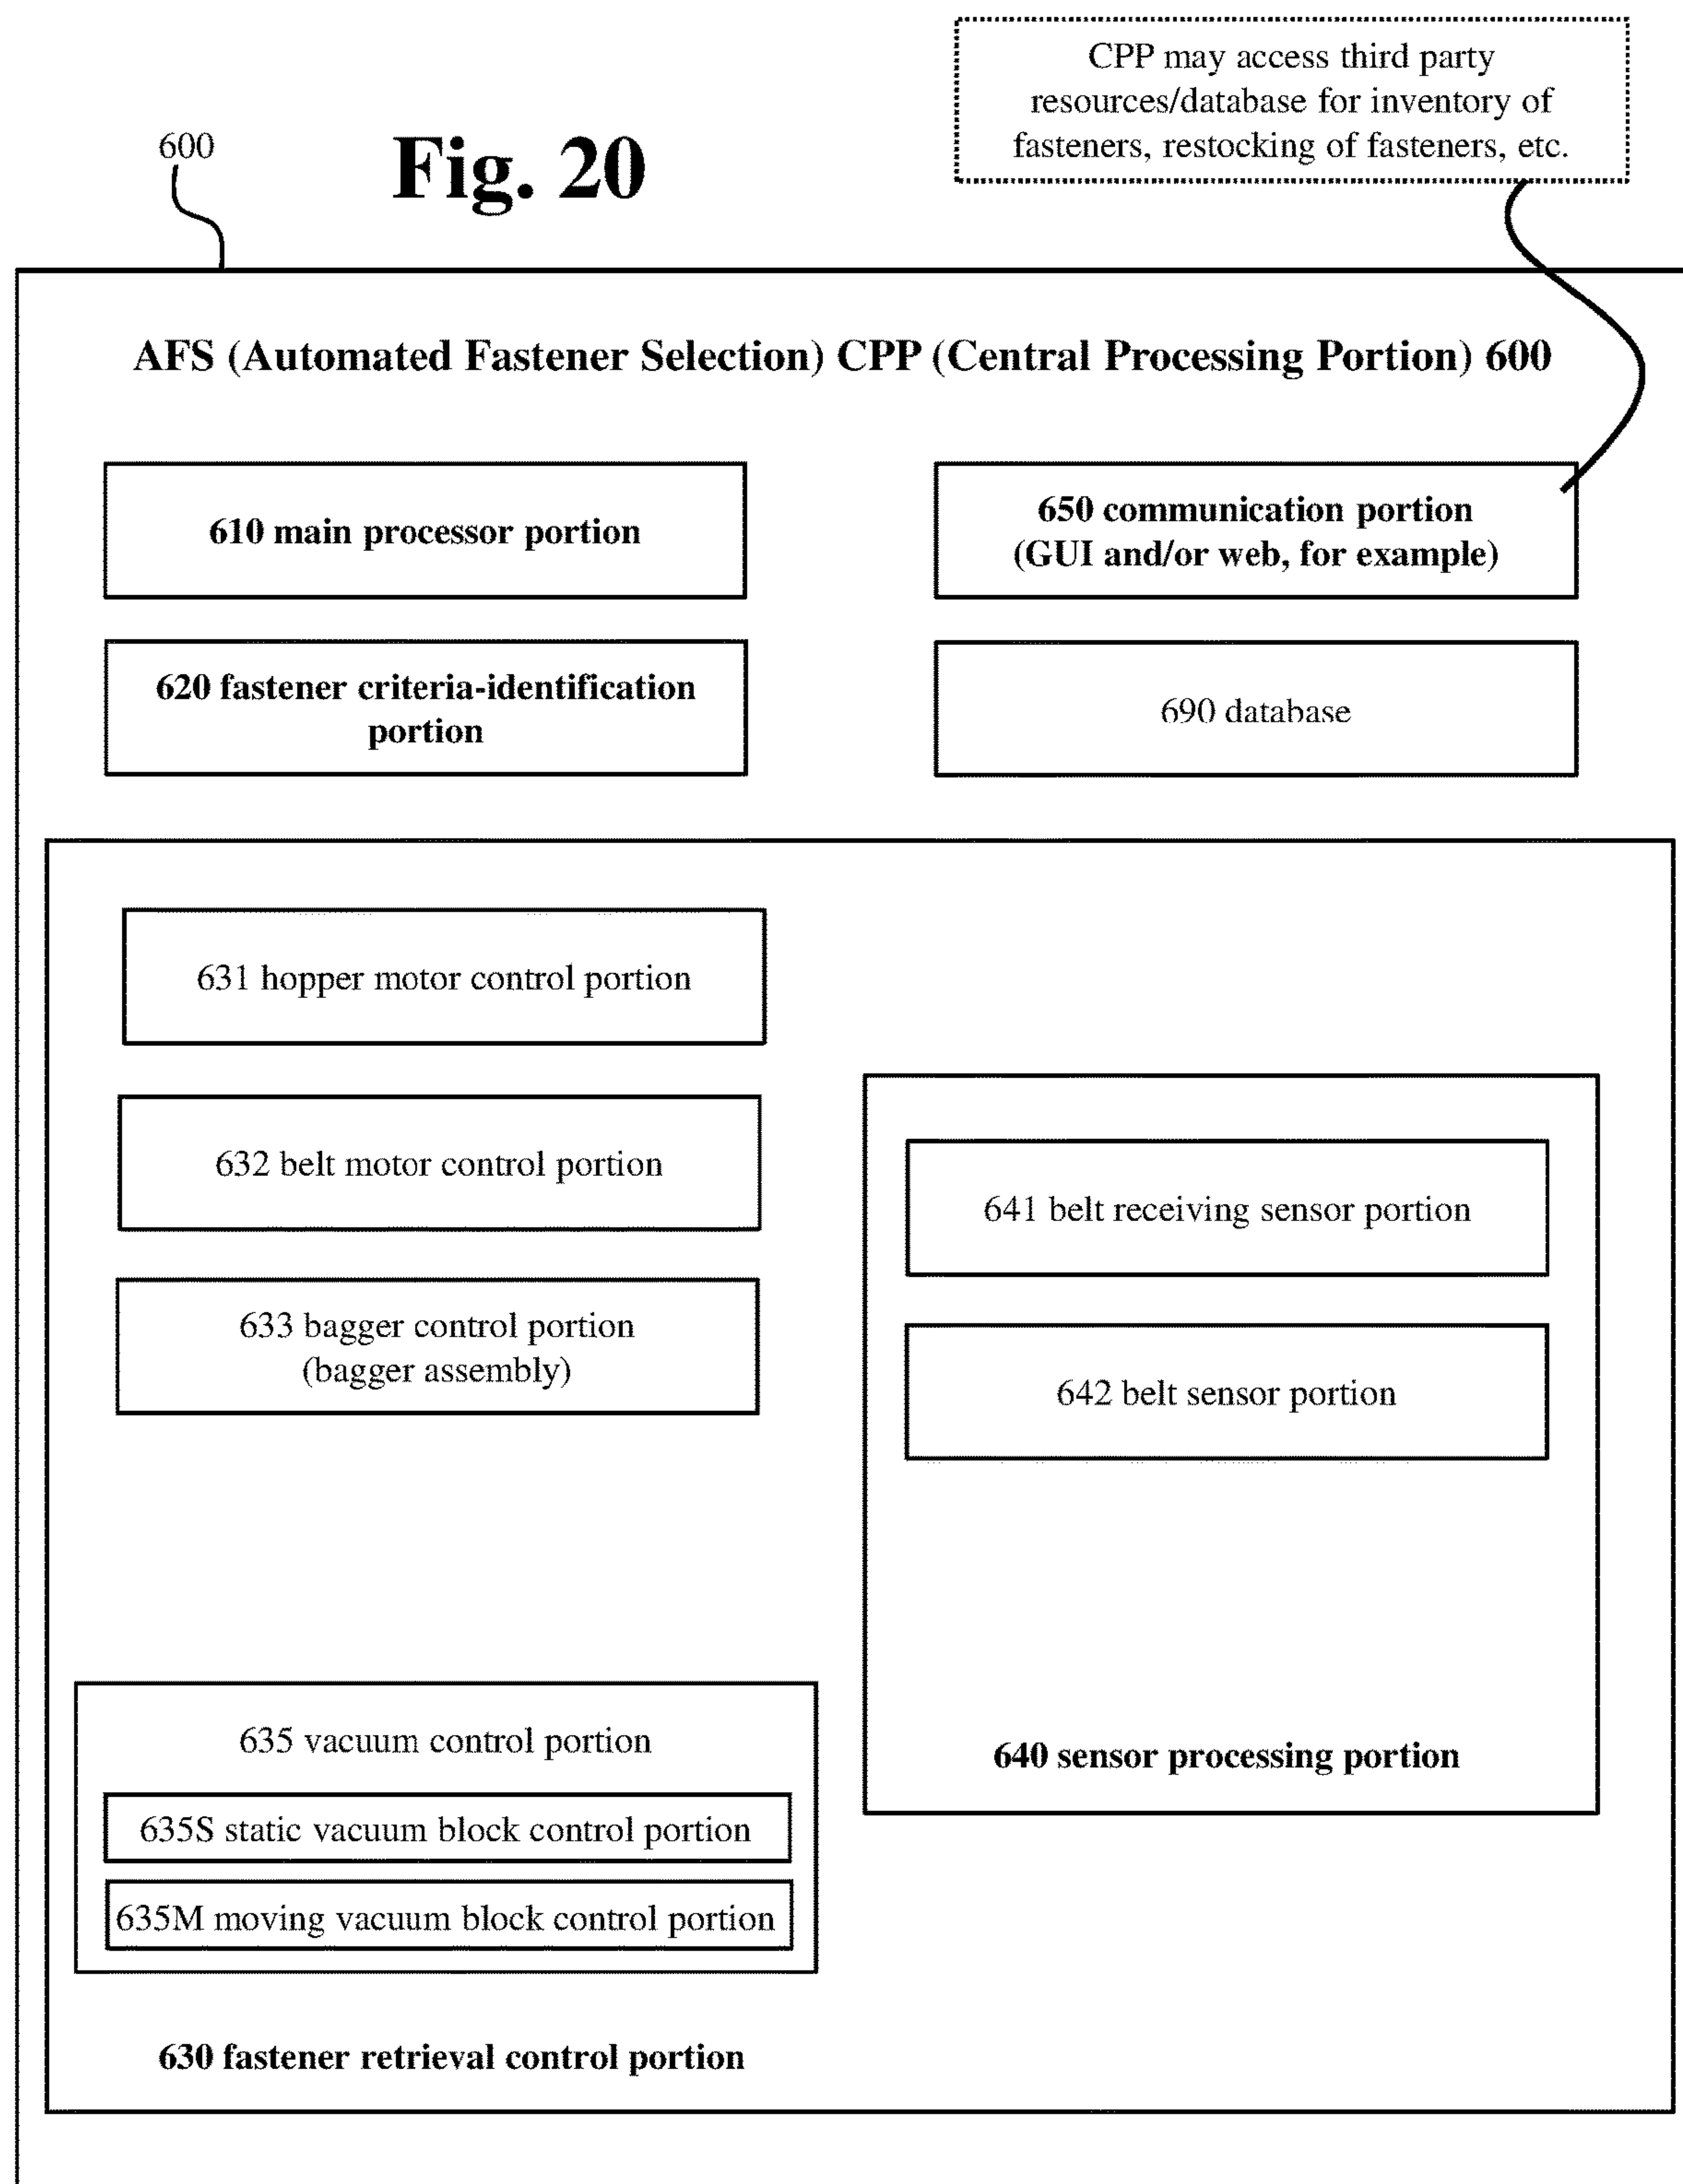 CPP may access third party
resources/database for inventory of
fasteners, restocking of fasteners, etc.
600
Fig. 20
AFS (Automated Fastener Selection) CPP (Central Processing Portion) 600
610 main processor portion
650 communication portion
(GUI and/or web, for example)
620 fastener criteria-identification
portion
690 database
631 hopper motor control portion
632 belt motor control portion
633 bagger control portion
(bagger assembly)
641 belt receiving sensor portion
642 belt sensor portion
640 sensor processing portion
635 vacuum control portion
635S static vacuum block control portion
635M moving vacuum block control portion
630 fastener retrieval control portion